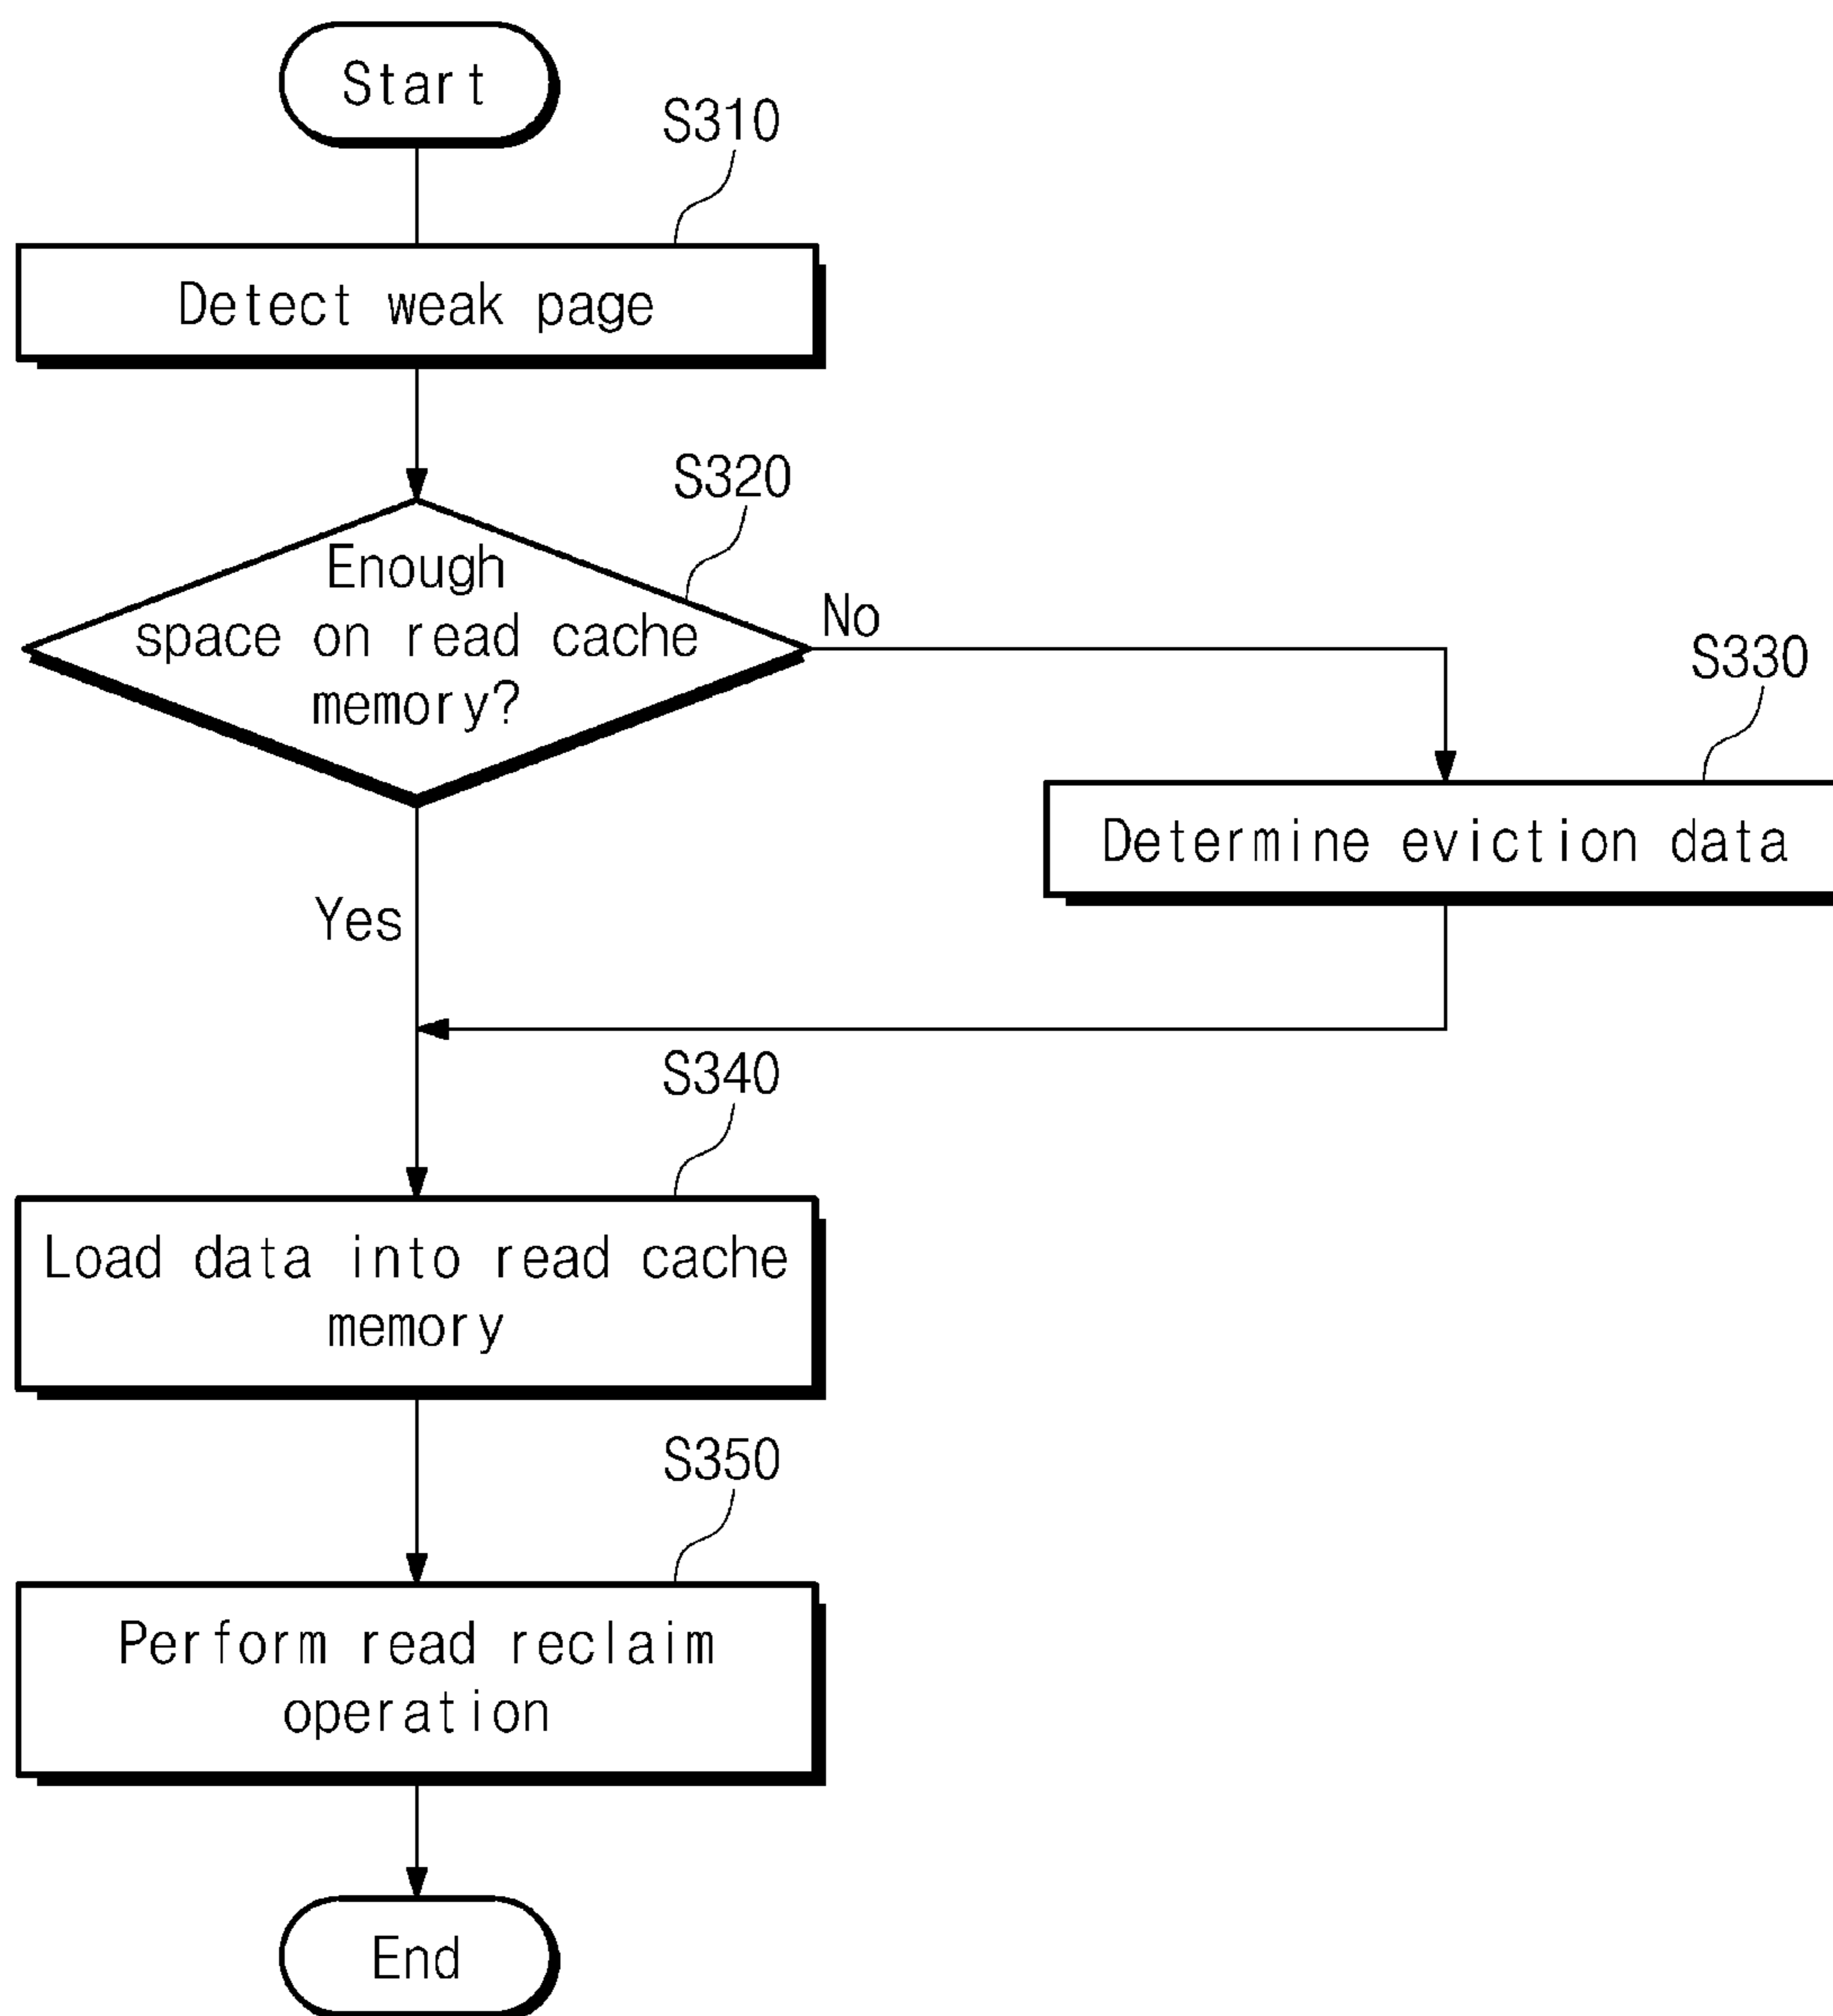 Start
S310
Detect weak page
S320
Enough
space on read cache
memory?
No
S330
Determine eviction data
Yes
S340
Load data into read cache
memory
S350
Perform read reclaim
operation
End